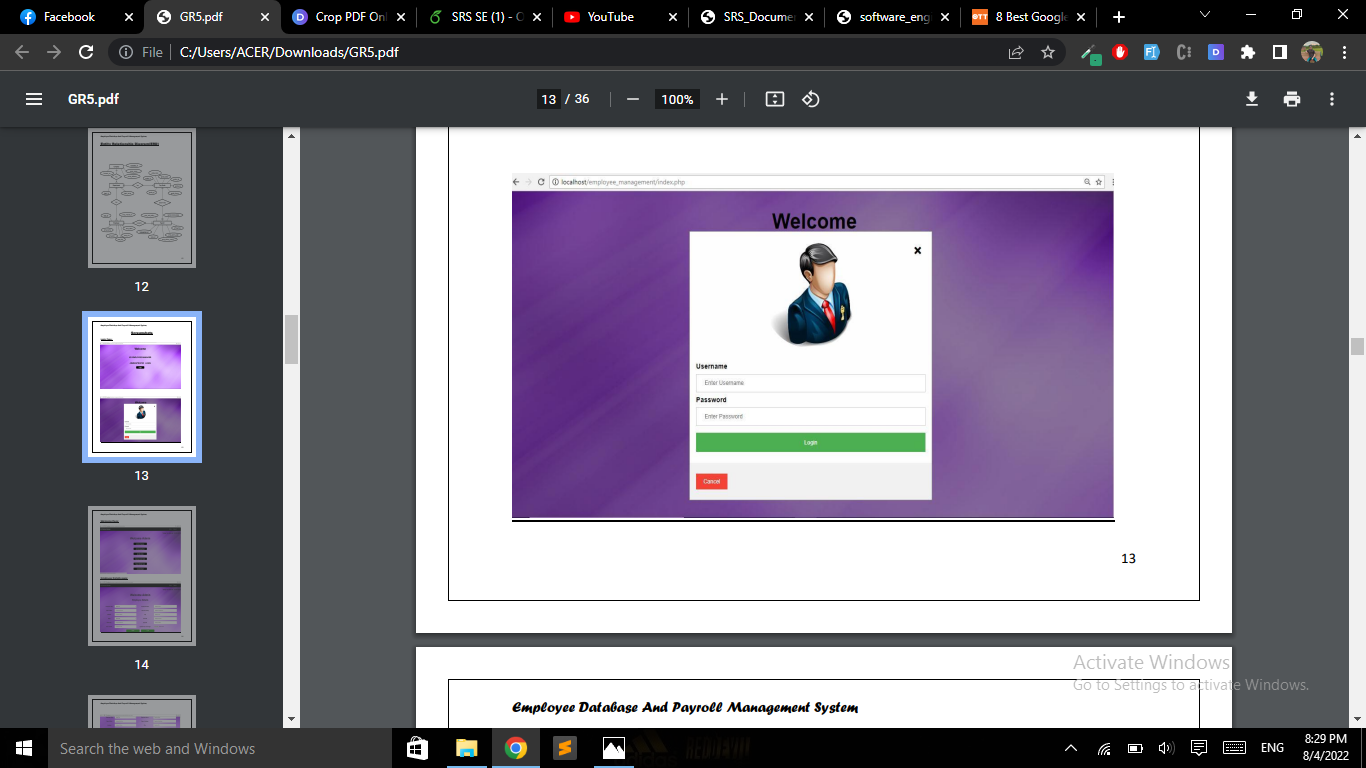 Facebook
GR5.pdf
Crop PDF Onl
SRS SE (1) - G
YouTube
SRS_Docume
software_eng
8 Best Google
File
C:/Users/ACER/Downloads/GR5.pdf
GR5.pdf
13 / 36
100%
12
13
14
localhost/employee_management/index.php
Welcome
Username
Enter Username
Password
Enter Password
Login
Cancel
13
Employee Database And Payroll Management System
Activate Windows
Go to Settings to activate Windows.
Search the web and Windows
ENG
8:29 PM
8/4/2022